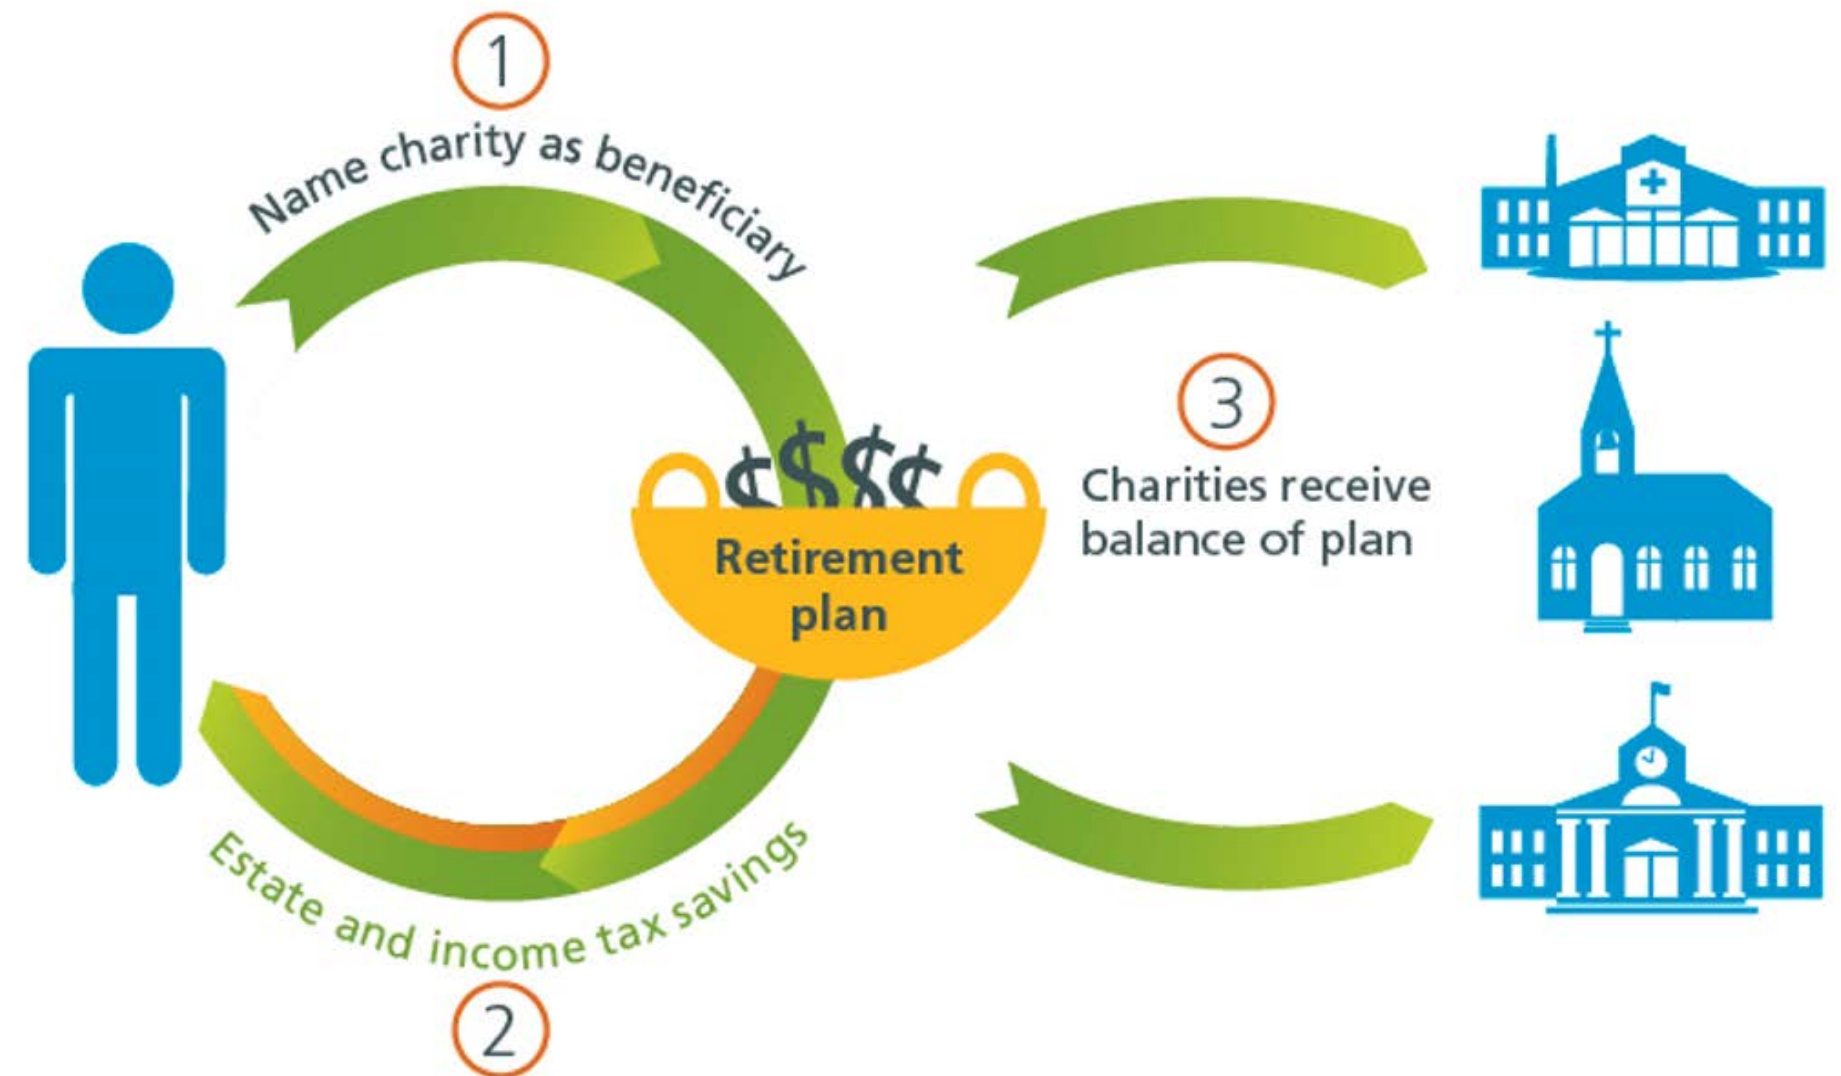 1
Name charity as beneficiary
$$$$
Retirement
plan
3
Charities receive
balance of plan
Estate and income tax savings
2